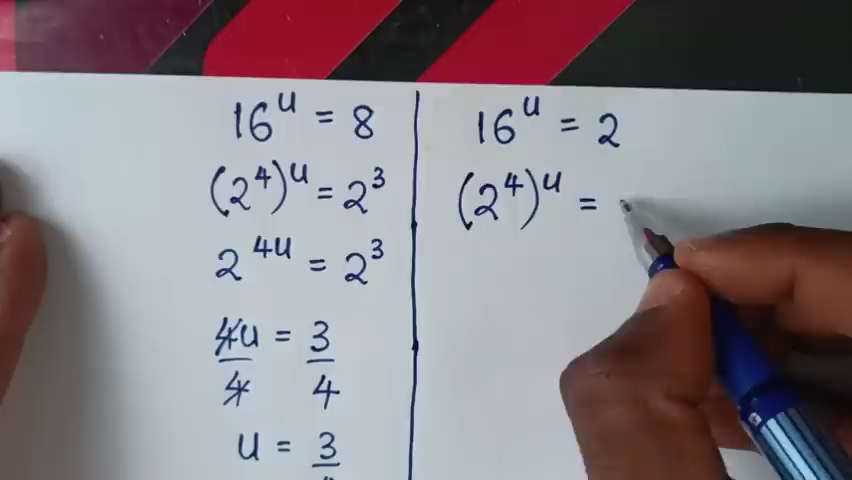 16^u = 8
(2^4)^u = 2^3
2^4u = 2^3
4u/4 = 3/4
u = 3/
16^u = 2
(2^4)^u =